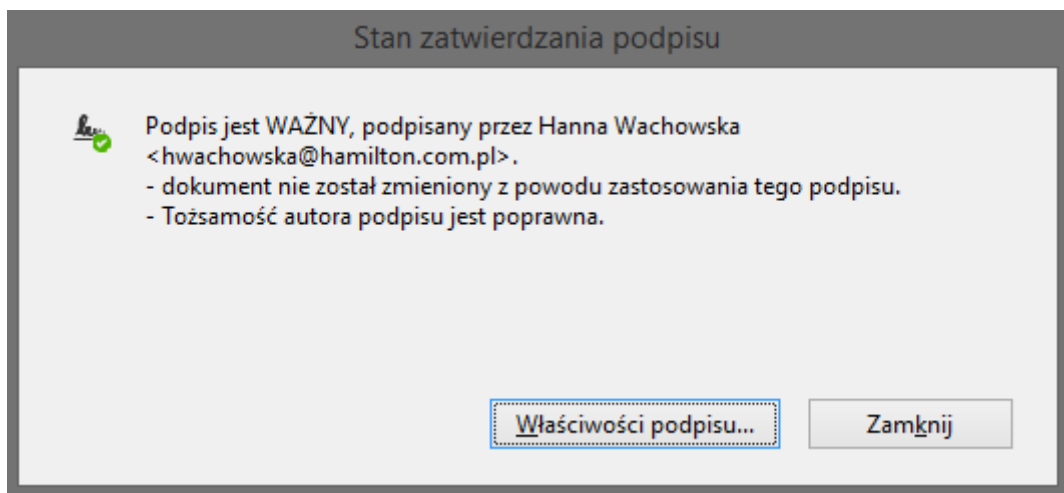 Stan zatwierdzania podpisu
Podpis jest WAŻNY, podpisany przez Hanna Wachowska
<hwachowska@hamilton.com.pl>.
- dokument nie został zmieniony z powodu zastosowania tego podpisu.
- Tożsamość autora podpisu jest poprawna.
Właściwości podpisu...
Zamknij